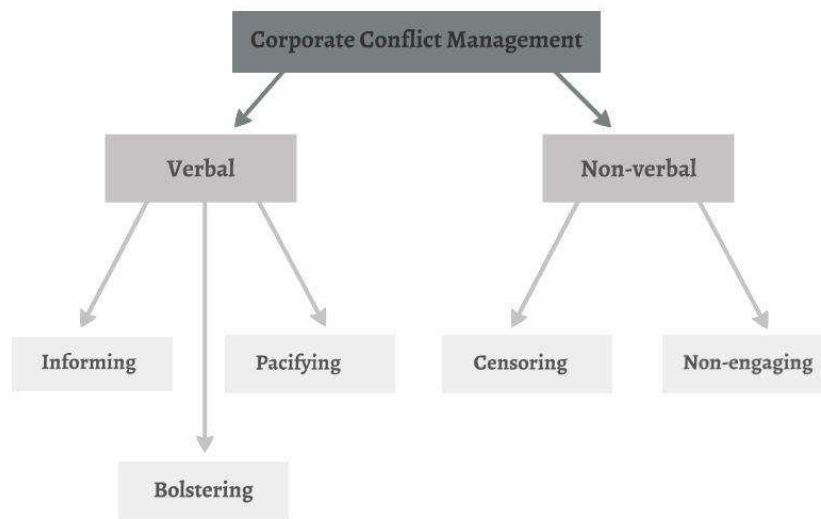 Corporate Conflict Management
Verbal
Non-verbal
Informing
Pacifying
Censoring
Non-engaging
Bolstering